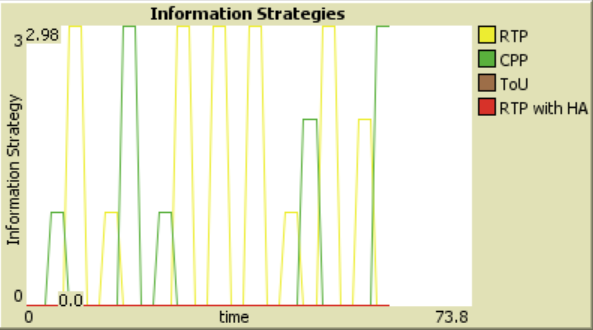 Information Strategies
3
2.98
Information Strategy
0
0.0
0
time
73.8
RTP
CPP
ToU
RTP with HA